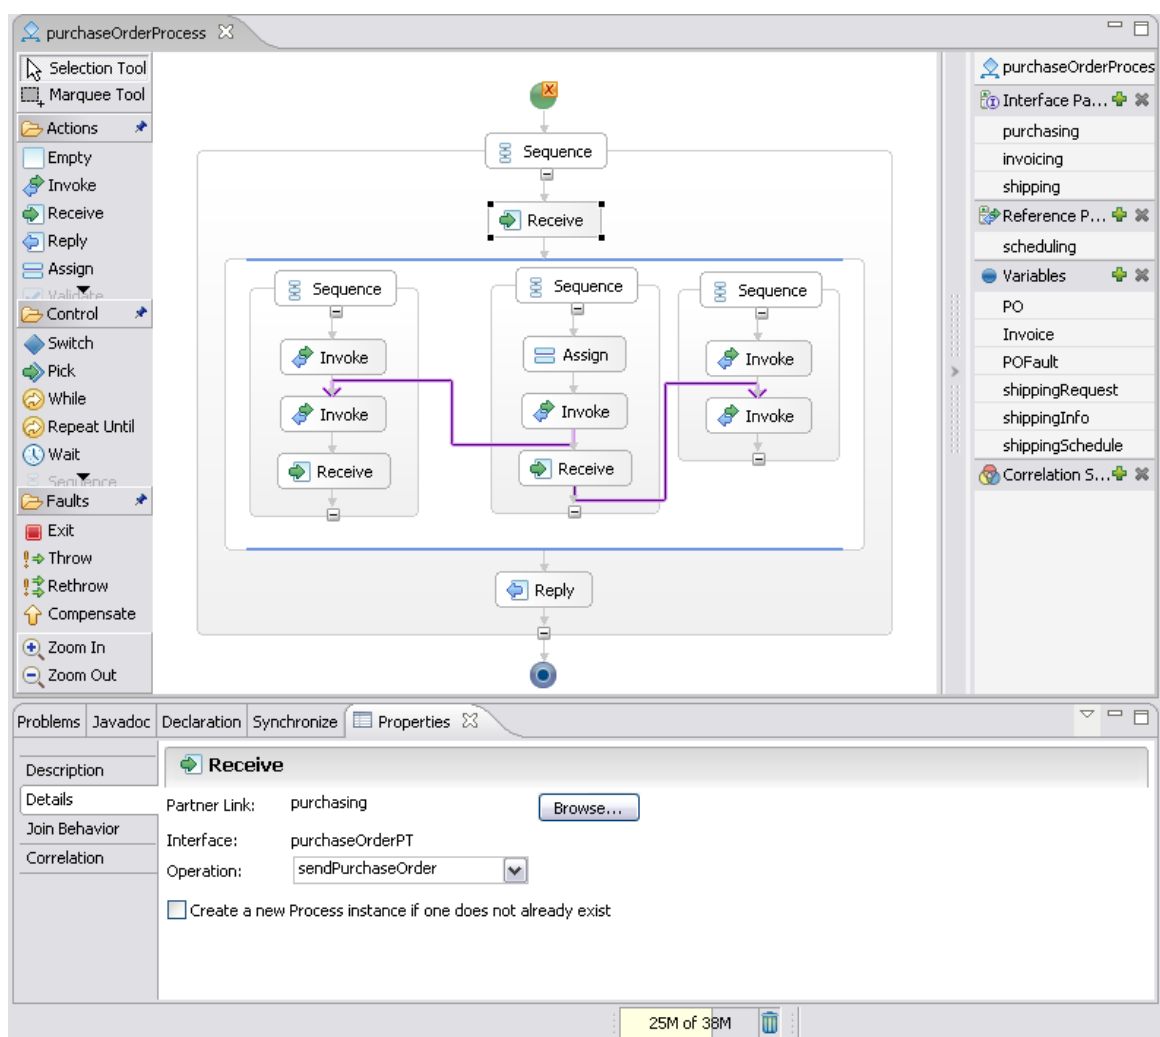 purchaseOrderProcess
Selection Tool
Marquee Tool
Actions
Empty
Invoke
Receive
Reply
Assign
Validate
Control
Switch
Pick
While
Repeat Until
Wait
Sequence
Faults
Exit
Throw
Rethrow
Compensate
Zoom In
Zoom Out
Sequence
Receive
Sequence
Invoke
Invoke
Receive
Sequence
Assign
Invoke
Receive
Sequence
Invoke
Invoke
Reply
purchaseOrderProces
Interface Pa...
purchasing
invoicing
shipping
Reference P...
scheduling
Variables
PO
Invoice
POFault
shippingRequest
shippingInfo
shippingSchedule
Correlation S...
Problems Javadoc Declaration Synchronize Properties
Description
Details
Join Behavior
Correlation
Receive
Partner Link: purchasing Browse...
Interface: purchaseOrderPT
Operation: sendPurchaseOrder
Create a new Process instance if one does not already exist
25M of 38M